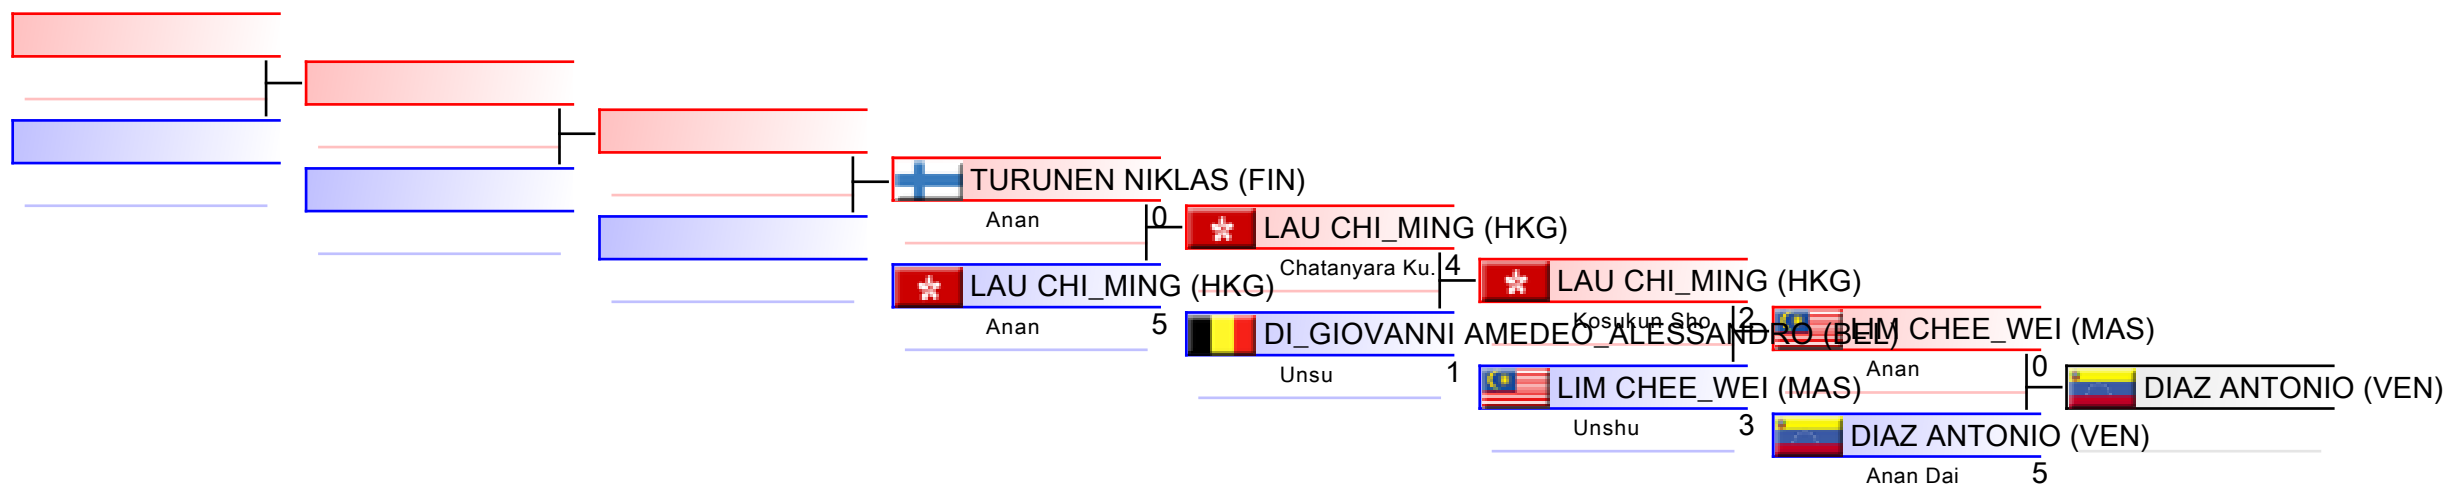 TURUNEN NIKLAS (FIN)
Anan
0
LAU CHI_MING (HKG)
Anan
5
LAU CHI_MING (HKG)
Chatanyara Ku.
4
DI_GIOVANNI AMEDEO_ALESSANDRO (BEL)
Unsu
1
LAU CHI_MING (HKG)
Kosukun Sho
2
LIM CHEE_WEI (MAS)
Unshu
3
LIM CHEE_WEI (MAS)
Anan
0
DIAZ ANTONIO (VEN)
Anan Dai
5
DIAZ ANTONIO (VEN)